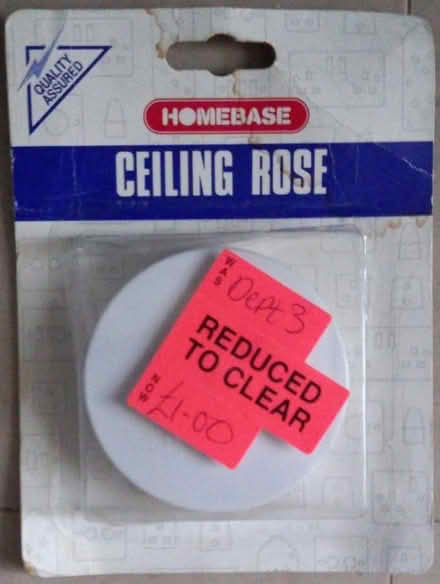 QUALITY
ASSURED
HOMEBASE
CEILING ROSE
WAS
Dept 3
REDUCED
TO CLEAR
NOW
£1-00